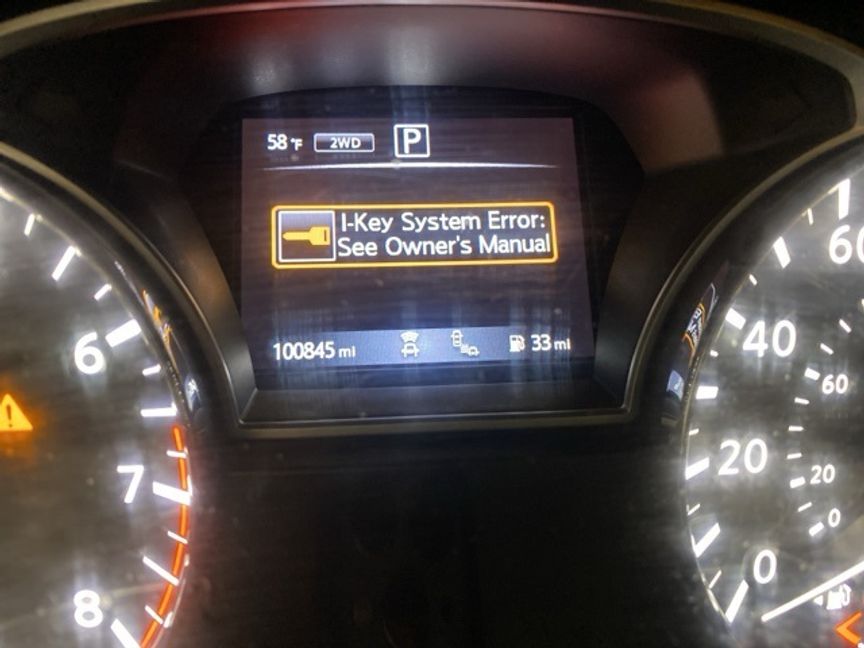 58°F 2WD P
I-Key System Error:
See Owner's Manual
100845 mi 33 mi
6
7
8
60
40
20
0
60
20
0